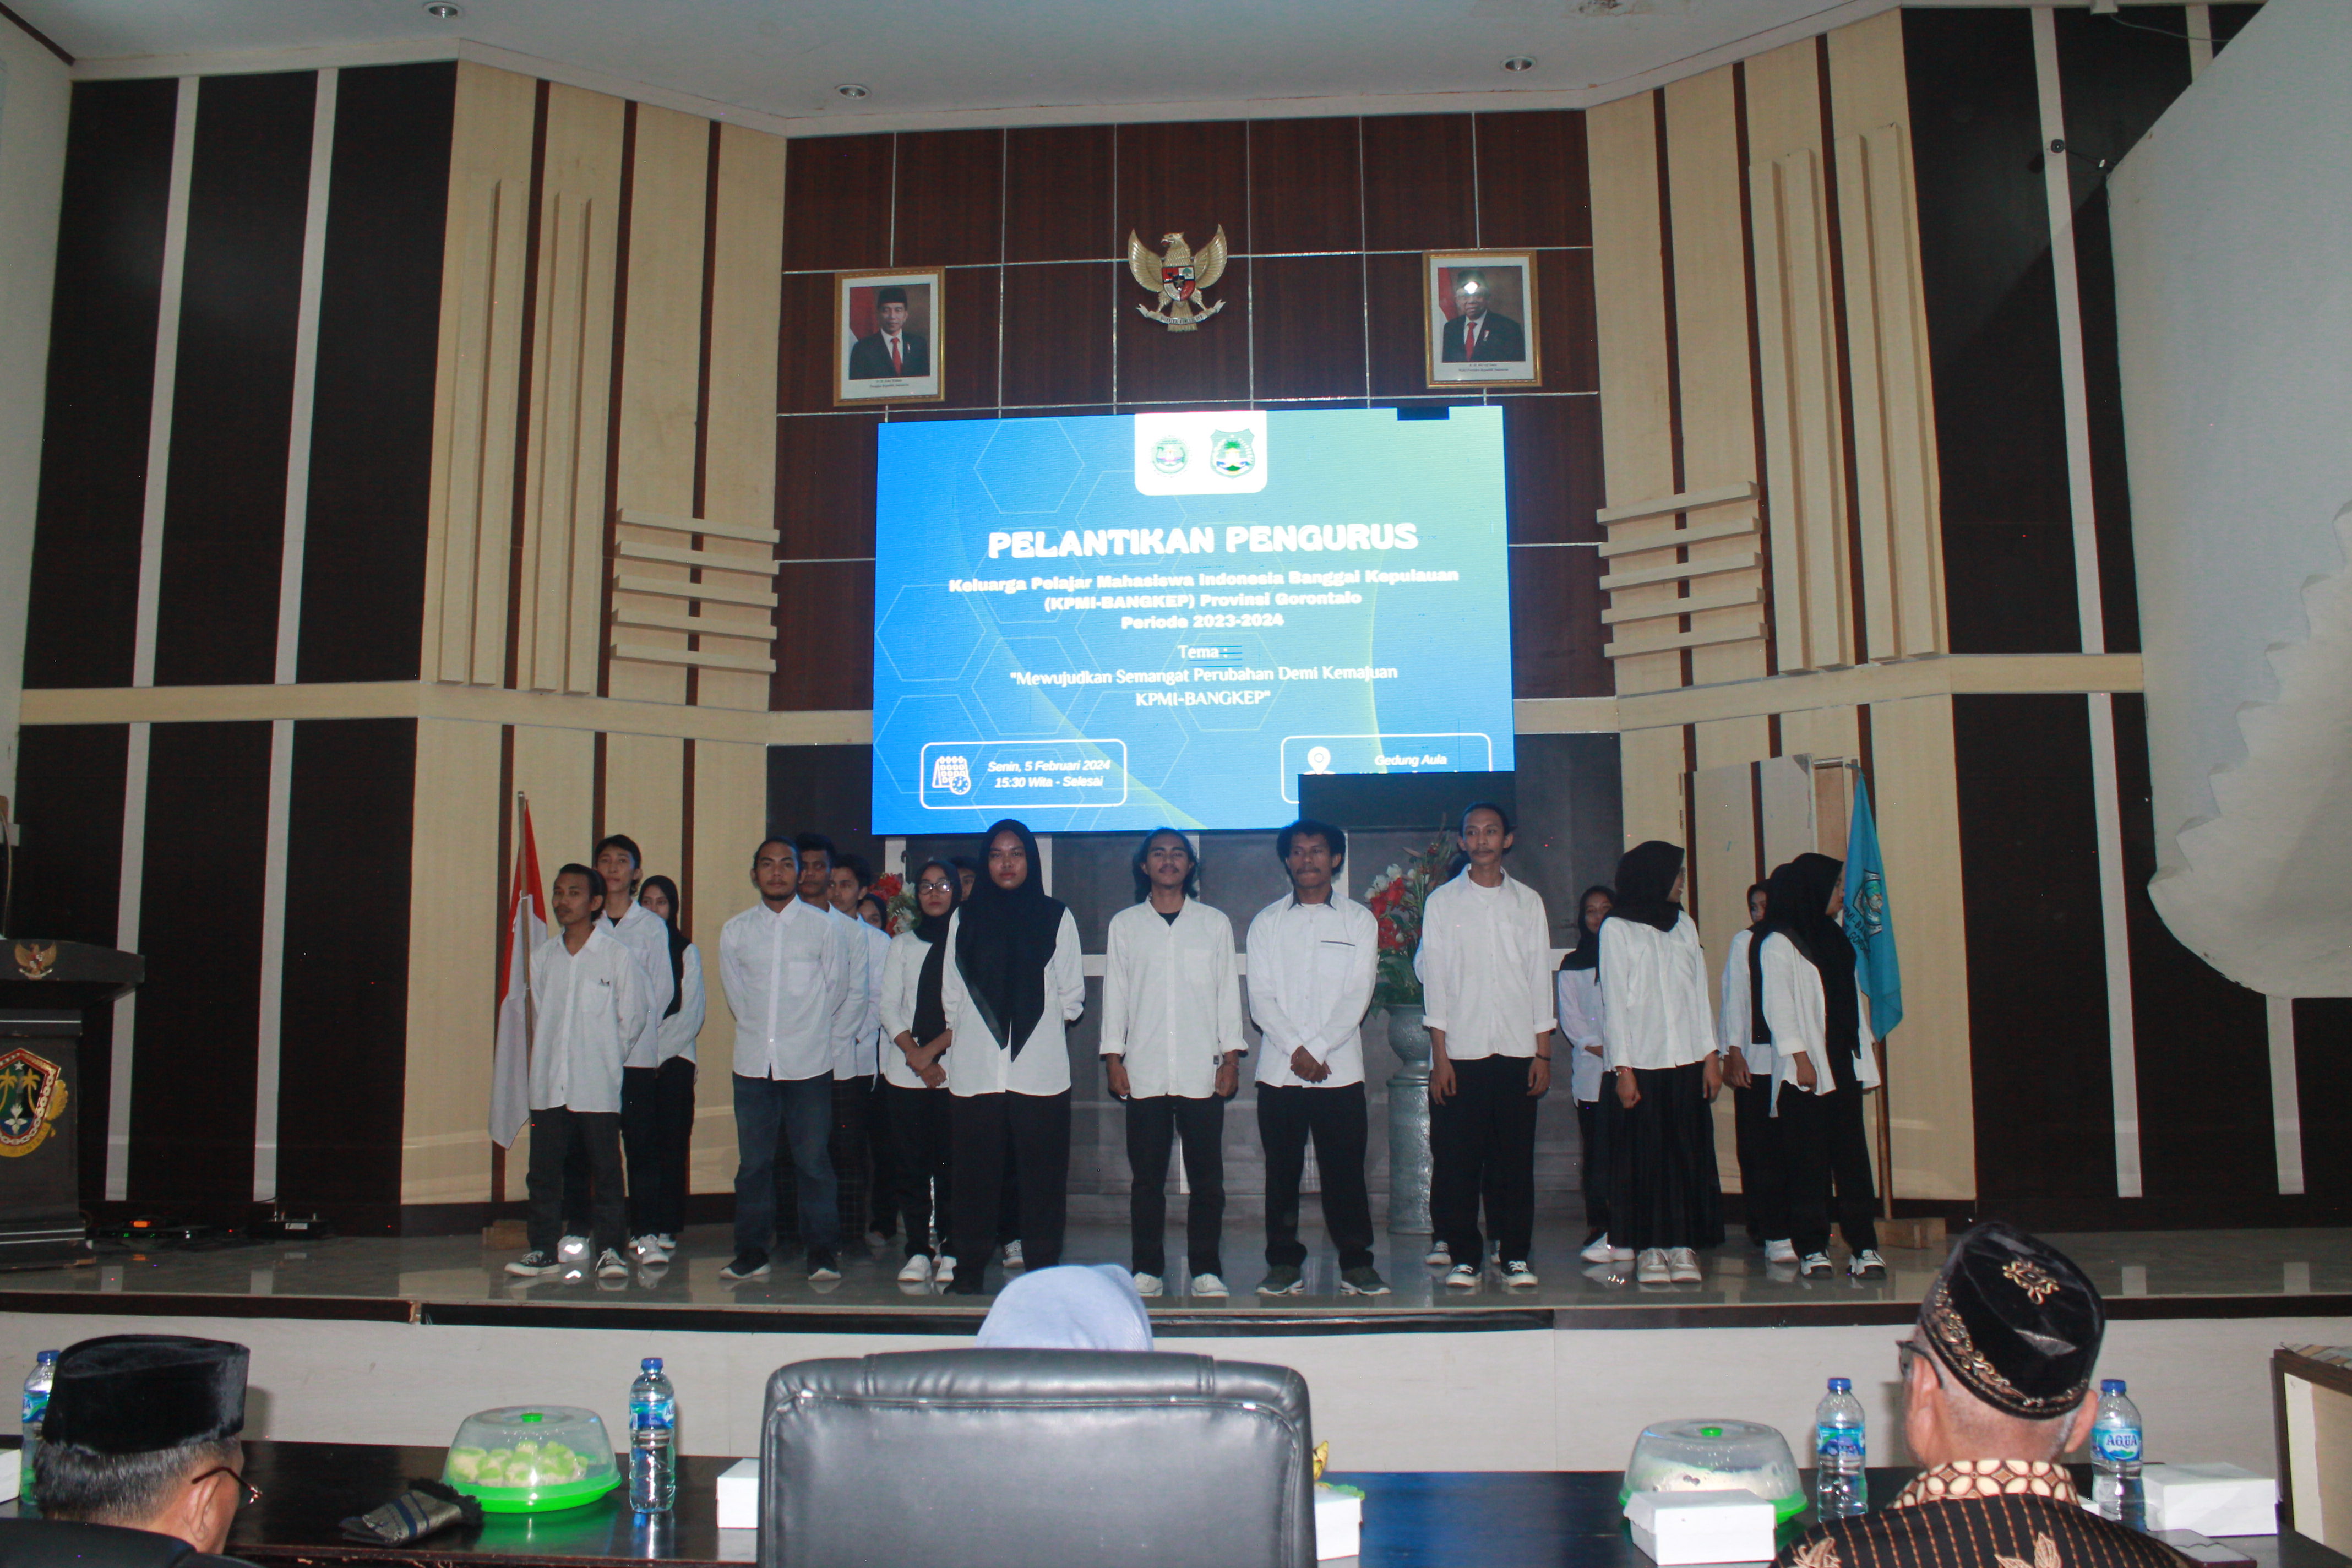 PELANTIKAN PENGURUS
Keluarga Pelajar Mahasiswa Indonesia Banggai Kepulauan
(KPMI-BANGKEP) Provinsi Gorontalo
Periode 2023-2024
Tema :
"Mewujudkan Semangat Perubahan Demi Kemajuan
KPMI-BANGKEP"
Senin, 5 Februari 2024
15:30 Wita - Selesai
Gedung Aula
AQUA